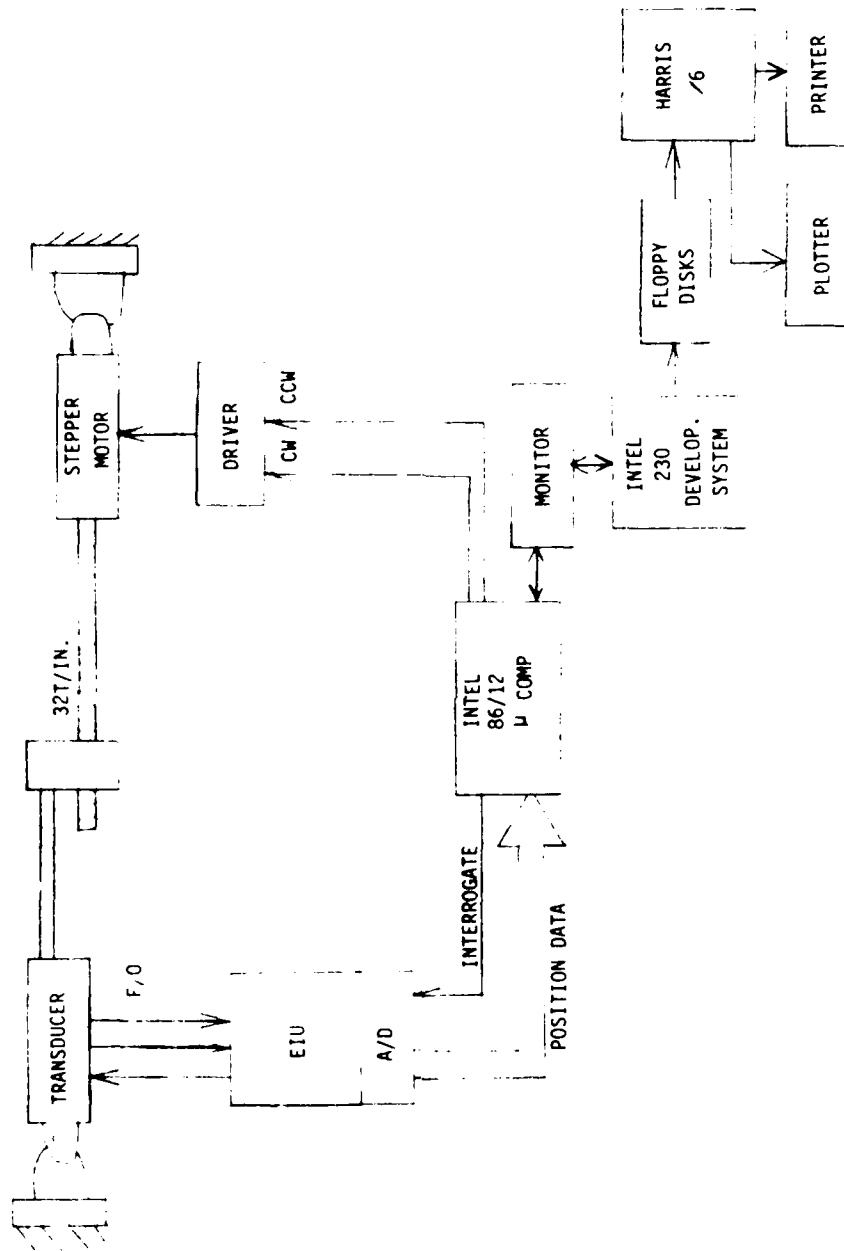 TRANSDUCER
32T/IN.
STEPPER
MOTOR
F,O
EIU
A/D
DRIVER
CW
CCW
INTERROGATE
POSITION DATA
INTEL
86/12
μ COMP
MONITOR
INTEL
230
DEVELOP.
SYSTEM
FLOPPY
DISKS
HARRIS
/6
PLOTTER
PRINTER